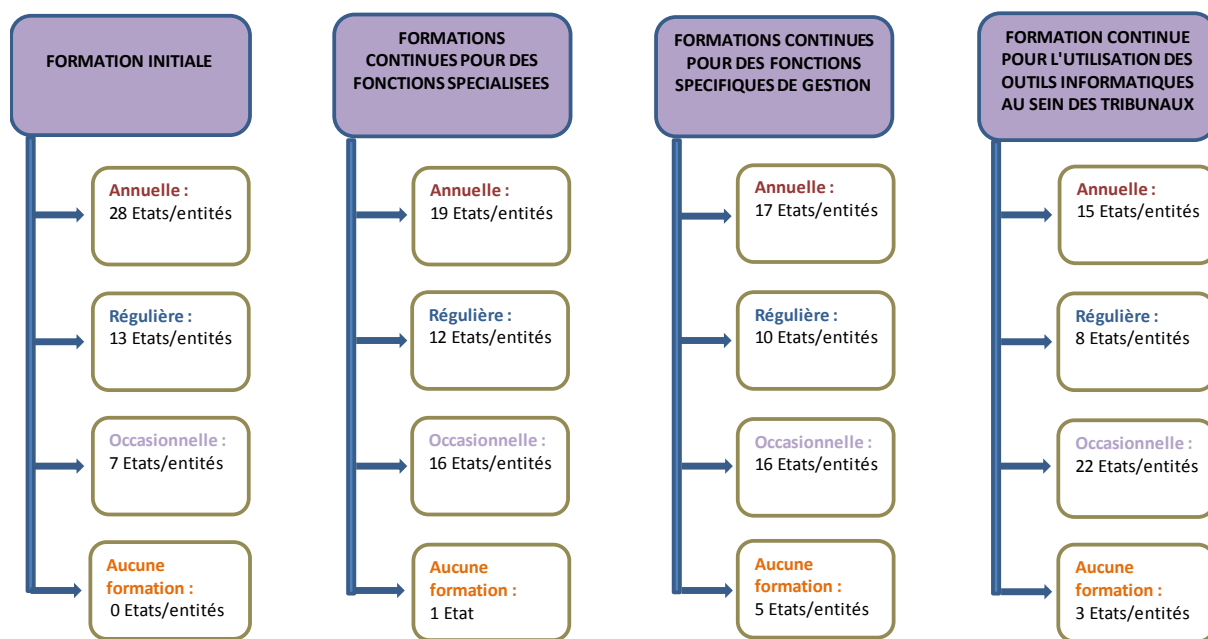 FORMATION INITIALE
Annuelle :
28 Etats/entités
Régulière :
13 Etats/entités
Occasionnelle :
7 Etats/entités
Aucune
formation :
0 Etats/entités
FORMATIONS
CONTINUES POUR DES
FONCTIONS SPECIALISEES
Annuelle :
19 Etats/entités
Régulière :
12 Etats/entités
Occasionnelle :
16 Etats/entités
Aucune
formation :
1 Etat
FORMATIONS CONTINUES
POUR DES FONCTIONS
SPECIFIQUES DE GESTION
Annuelle :
17 Etats/entités
Régulière :
10 Etats/entités
Occasionnelle :
16 Etats/entités
Aucune
formation :
5 Etats/entités
FORMATION CONTINUE
POUR L'UTILISATION DES
OUTILS INFORMATIQUES
AU SEIN DES TRIBUNAUX
Annuelle :
15 Etats/entités
Régulière :
8 Etats/entités
Occasionnelle :
22 Etats/entités
Aucune
formation :
3 Etats/entités